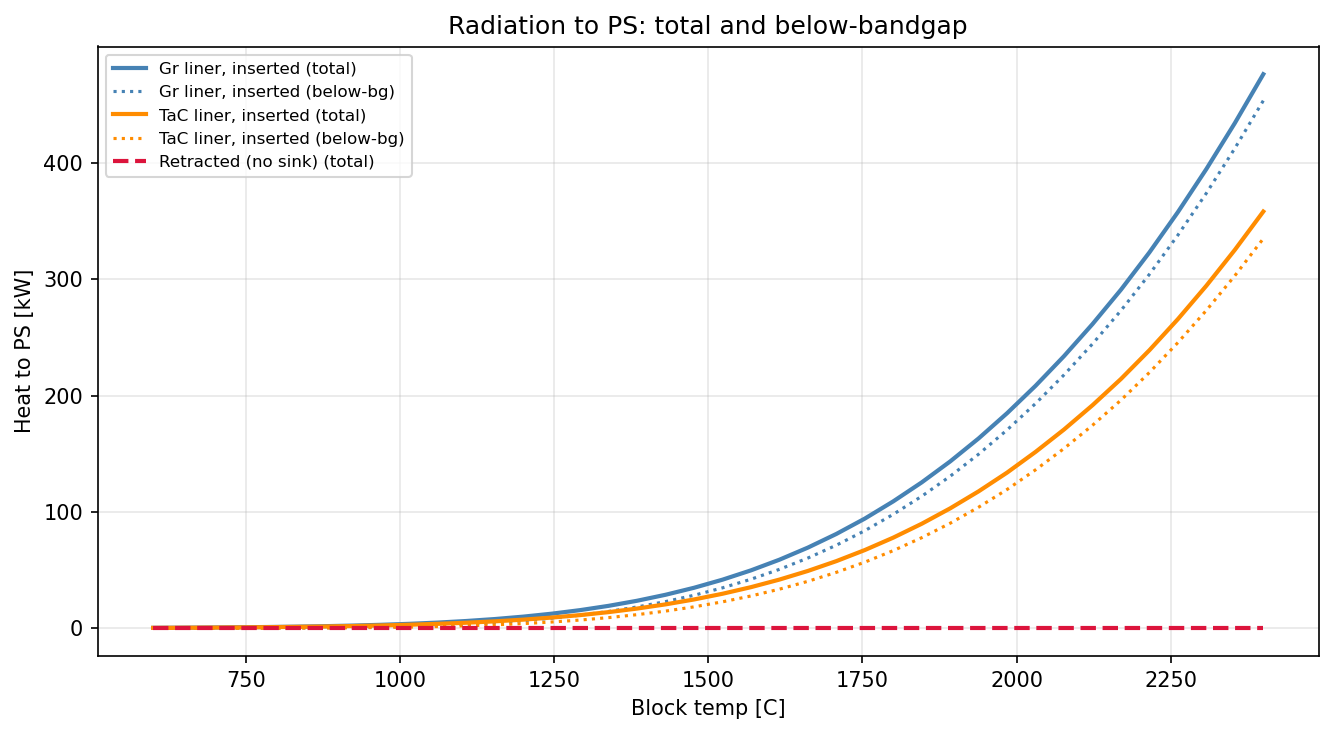 Radiation to PS: total and below-bandgap
Gr liner, inserted (total)
Gr liner, inserted (below-bg)
TaC liner, inserted (total)
TaC liner, inserted (below-bg)
Retracted (no sink) (total)
Heat to PS [kW]
400
300
200
100
0
750
1000
1250
1500
1750
2000
2250
Block temp [C]